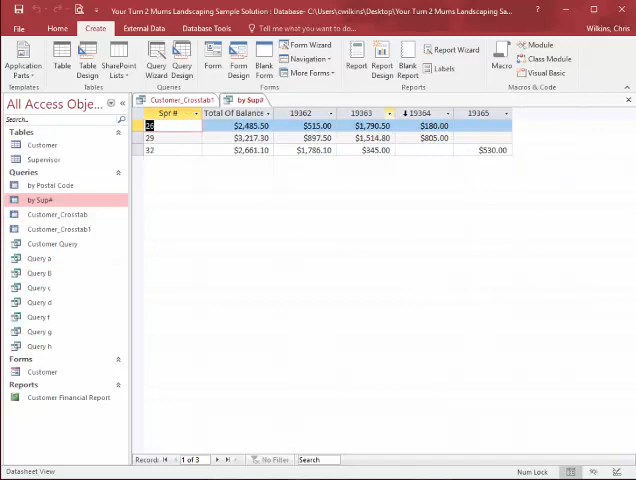 Your Turn 2 Mums Landscaping Sample Solution : Database- C:\Users\cwilkins\Desktop\Your Turn 2 Mums Landscaping Sa...
?
Wilkins, Chris
File Home Create External Data Database Tools Tell me what you want to do...
Application Parts
Table
Table Design
SharePoint Lists
Query Wizard
Query Design
Form
Form Design
Blank Form
Form Wizard
Navigation
More Forms
Report
Report Design
Blank Report
Report Wizard
Labels
Macro
Module
Class Module
Visual Basic
Templates Tables Queries Forms Reports Macros & Code
All Access Obje...
Search...
Tables
Customer
Supervisor
Queries
by Postal Code
by Sup#
Customer_Crosstab
Customer_Crosstab1
Customer Query
Query a
Query B
Query c
Query d
Query f
Query g
Query h
Forms
Customer
Reports
Customer Financial Report
Customer_Crosstab1 by Sup#
Spr # Total Of Balance 19362 19363 19364 19365
26 $2,485.50 $515.00 $1,790.50 $180.00
29 $3,217.30 $897.50 $1,514.80 $805.00
32 $2,661.10 $1,786.10 $345.00 $530.00
Record: 1 of 3 No Filter Search
Datasheet View
Num Lock